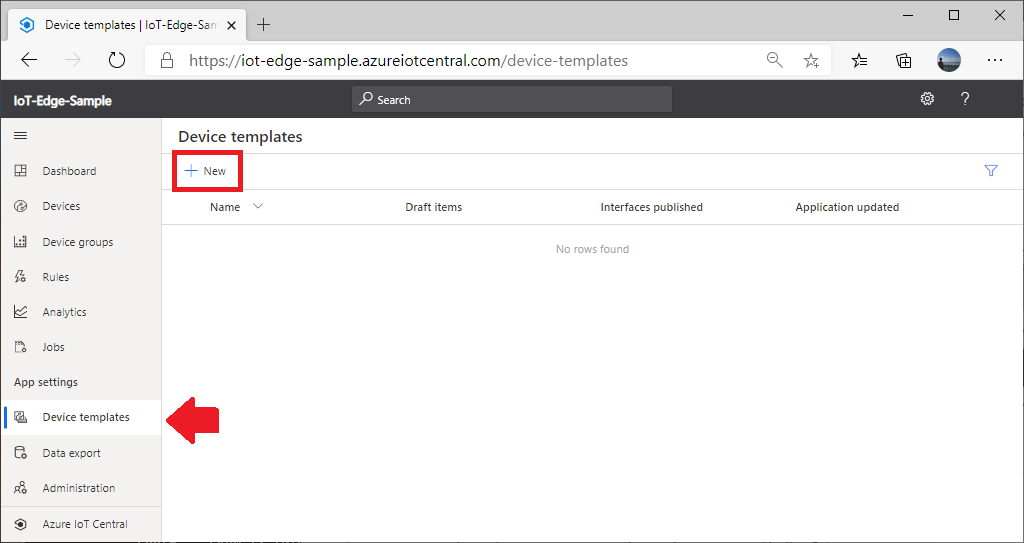 Device templates | IoT-Edge-Sam
https://iot-edge-sample.azureiotcentral.com/device-templates
IoT-Edge-Sample
Search
?
Device templates
New
Name
Draft items
Interfaces published
Application updated
No rows found
Dashboard
Devices
Device groups
Rules
Analytics
Jobs
App settings
Device templates
Data export
Administration
Azure IoT Central